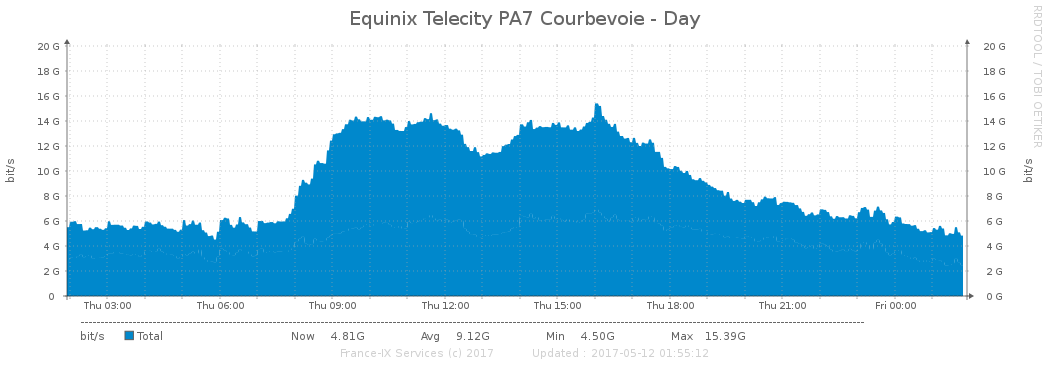 Equinix Telecity PA7 Courbevoie - Day
RRDTOOL / TOBI OETIKER
20 G 20 G
18 G 18 G
16 G 16 G
14 G 14 G
12 G 12 G
10 G 10 G
8 G 8 G
6 G 6 G
4 G 4 G
2 G 2 G
0 0 G
bit/s bit/s
Thu 03:00 Thu 06:00 Thu 09:00 Thu 12:00 Thu 15:00 Thu 18:00 Thu 21:00 Fri 00:00
bit/s Total Now 4.81G Avg 9.12G Min 4.50G Max 15.39G
France-IX Services (c) 2017 Updated : 2017-05-12 01:55:12